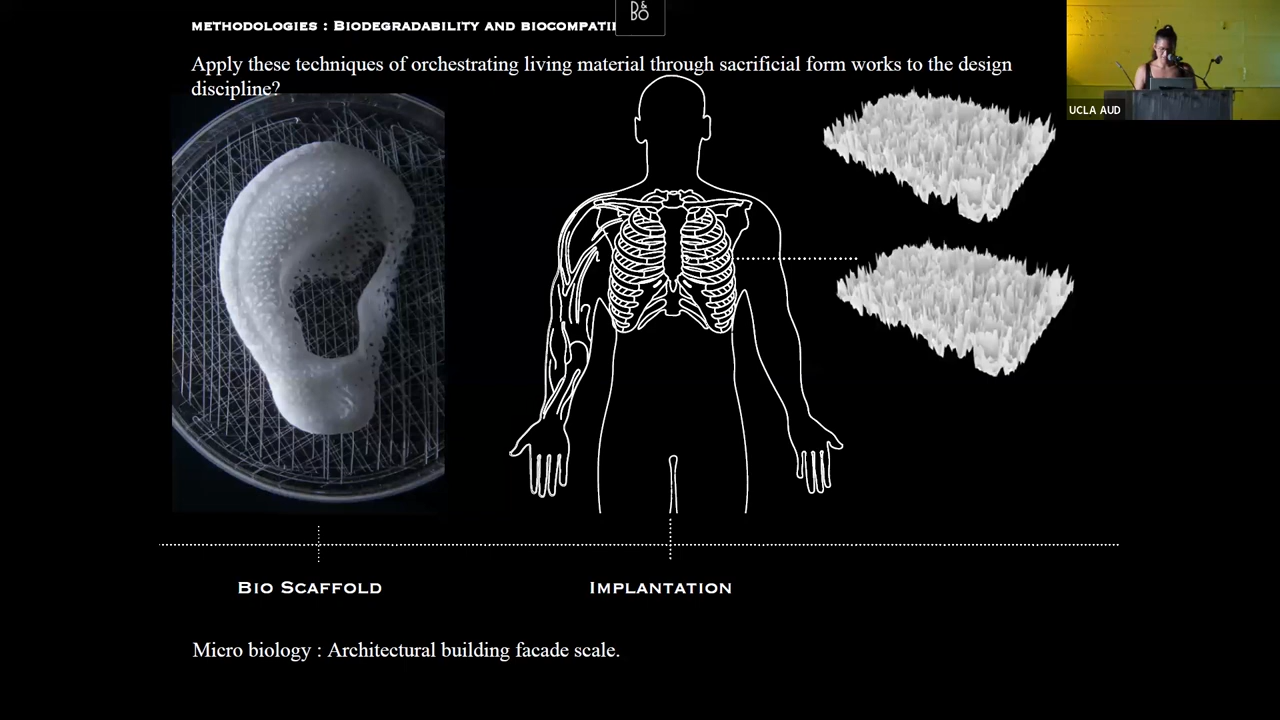 METHODOLOGIES : BIODEGRADABILITY AND
B&O
Apply these techniques of orchestrating living material through sacrificial form works to the design
discipline?
UCLA AUD
BIO SCAFFOLD
IMPLANTATION
Micro biology : Architectural building facade scale.